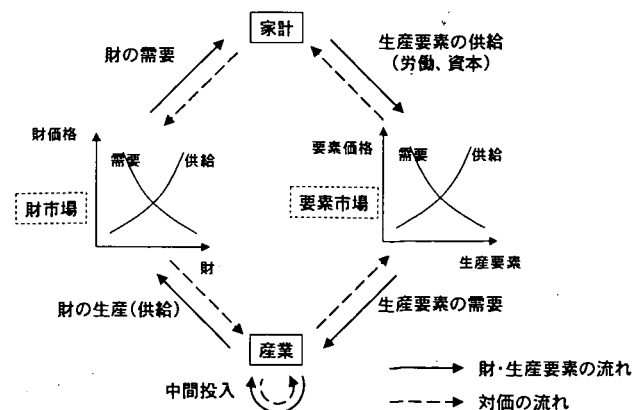 家計
財の需要
生産要素の供給
(労働、資本)
財価格
需要
供給
財市場
財
要素価格
需要
供給
要素市場
生産要素
財の生産(供給)
生産要素の需要
産業
中間投入
財・生産要素の流れ
対価の流れ